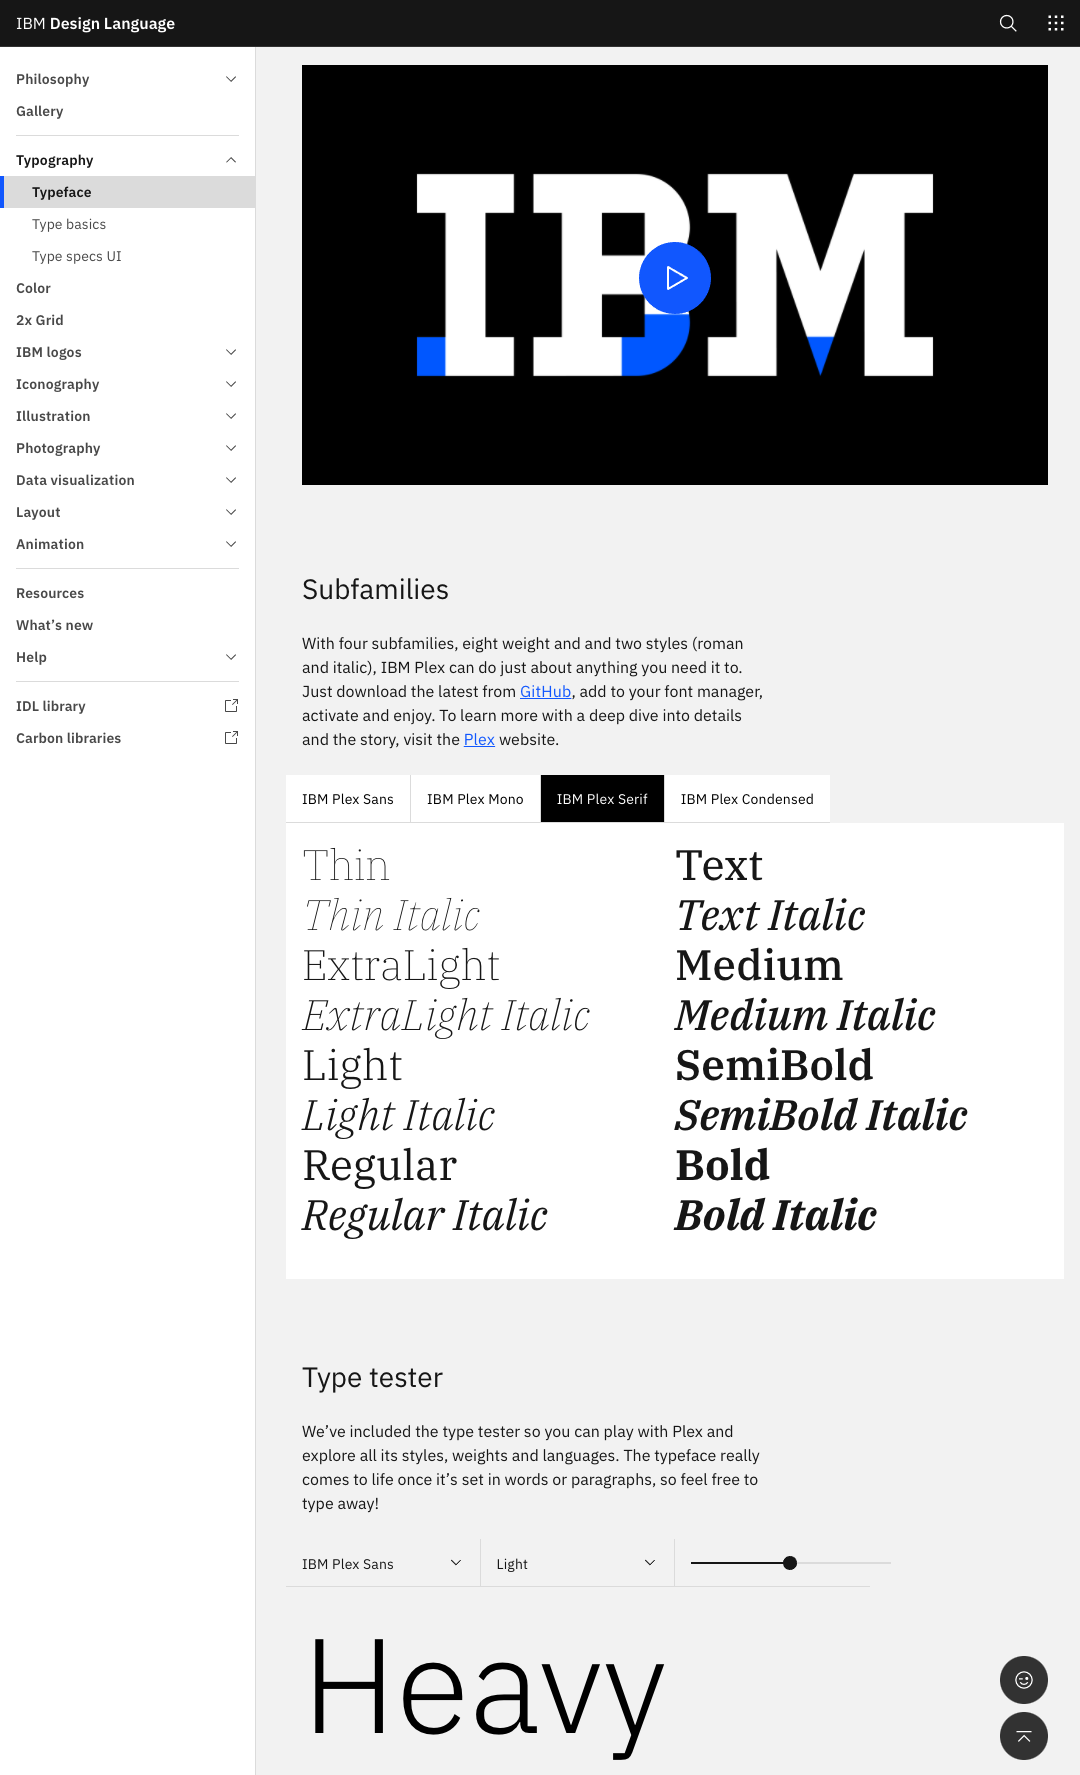 IBM Design Language
Philosophy
Gallery
Typography
Typeface
Type basics
Type specs UI
Color
2x Grid
IBM logos
Iconography
Illustration
Photography
Data visualization
Layout
Animation
Resources
What’s new
Help
IDL library
Carbon libraries
IBM
Subfamilies
With four subfamilies, eight weight and and two styles (roman
and italic), IBM Plex can do just about anything you need it to.
Just download the latest from GitHub, add to your font manager,
activate and enjoy. To learn more with a deep dive into details
and the story, visit the Plex website.
IBM Plex Sans
IBM Plex Mono
IBM Plex Serif
IBM Plex Condensed
Thin
Thin Italic
ExtraLight
ExtraLight Italic
Light
Light Italic
Regular
Regular Italic
Text
Text Italic
Medium
Medium Italic
SemiBold
SemiBold Italic
Bold
Bold Italic
Type tester
We’ve included the type tester so you can play with Plex and
explore all its styles, weights and languages. The typeface really
comes to life once it’s set in words or paragraphs, so feel free to
type away!
IBM Plex Sans
Light
Heavy